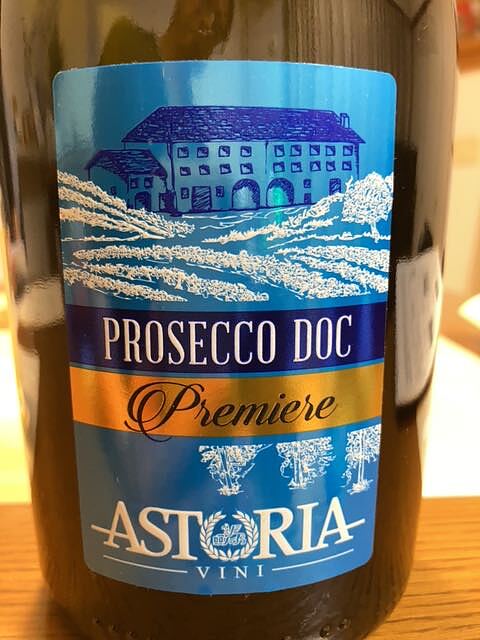 PROSECCO DOC
Premiere
ASTORIA
VINI